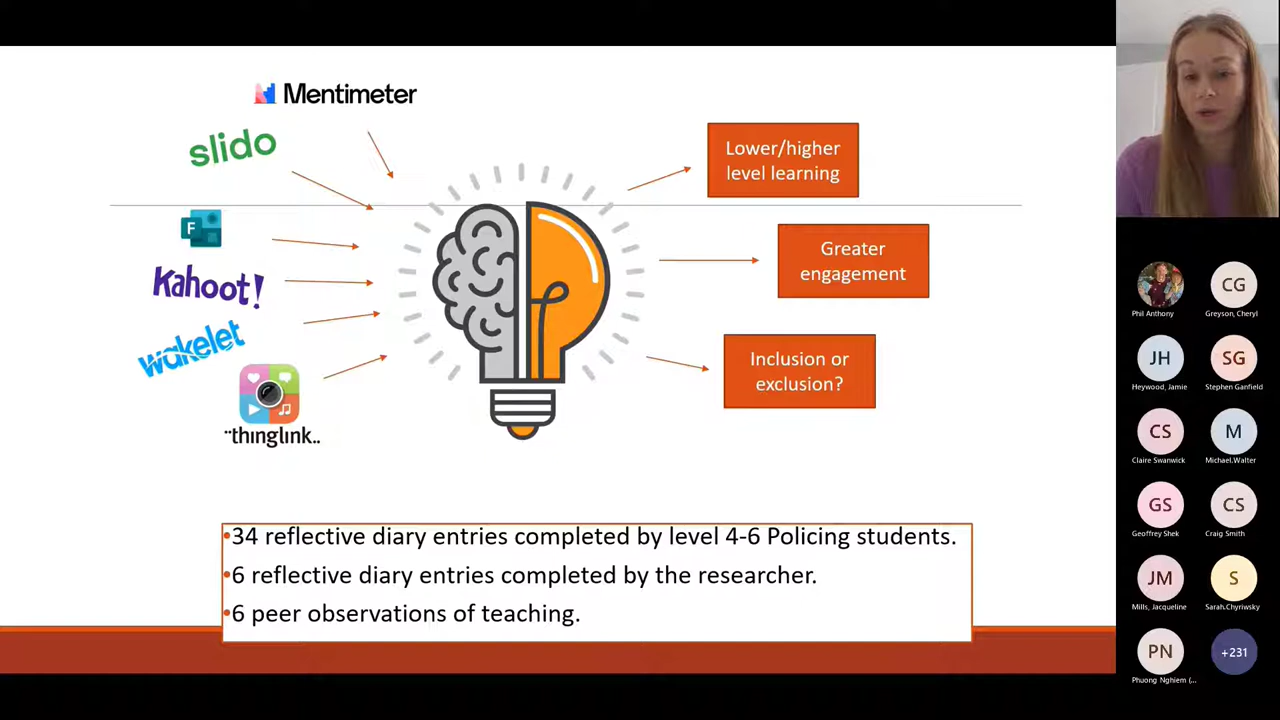 Mentimeter
slido
F
Kahoot!
wakelet
··thinglink..
Lower/higher
level learning
Greater
engagement
Inclusion or
exclusion?
•34 reflective diary entries completed by level 4-6 Policing students.
•6 reflective diary entries completed by the researcher.
•6 peer observations of teaching.
Phil Anthony
CG
Greyson, Cheryl
JH
Heywood, Jamie
SG
Stephen Ganfield
CS
Claire Swanwick
M
Michael.Walter
GS
Geoffrey Shek
CS
Craig Smith
JM
Mills, Jacqueline
S
Sarah.Chyriwsky
PN
Phuong Nghiem (...
+231